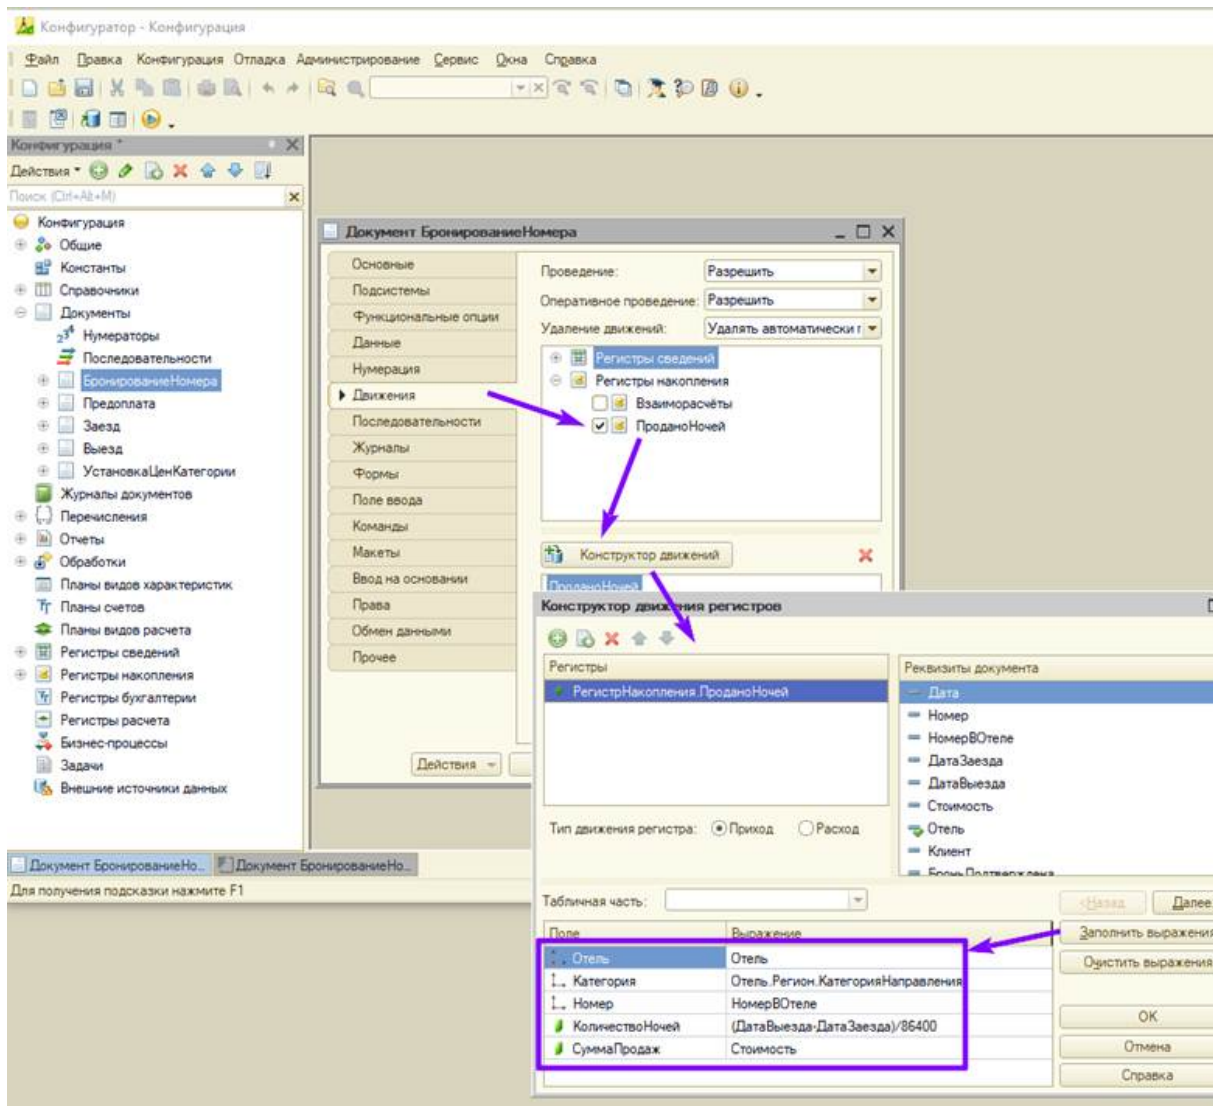 Конфигуратор - Конфигурация
Файл Правка Конфигурация Отладка Администрирование Сервис Окна Справка
Конфигурация *
Действия
Поиск (Ctrl+Alt+M)
Конфигурация
Общие
Константы
Справочники
Документы
Нумераторы
Последовательности
БронированиеНомера
Предоплата
Заезд
Выезд
УстановкаЦенКатегории
Журналы документов
Перечисления
Отчеты
Обработки
Планы видов характеристик
Планы счетов
Планы видов расчета
Регистры сведений
Регистры накопления
Регистры бухгалтерии
Регистры расчета
Бизнес-процессы
Задачи
Внешние источники данных
Документ БронированиеНомера
Основные
Подсистемы
Функциональные опции
Данные
Нумерация
Движения
Последовательности
Журналы
Формы
Поле ввода
Команды
Макеты
Ввод на основании
Права
Обмен данными
Прочее
Проведение: Разрешить
Оперативное проведение: Разрешить
Удаление движений: Удалять автоматически г
Регистры сведений
Регистры накопления
Взаиморасчёты
ПроданоНочей
Конструктор движений
ПроданоНочей
Действия
Конструктор движения регистров
Регистры
РегистрНакопления.ПроданоНочей
Реквизиты документа
Дата
Номер
НомерВОтеле
ДатаЗаезда
ДатаВыезда
Стоимость
Отель
Клиент
БроньПодтверждена
Тип движения регистра: Приход Расход
Табличная часть:
<Назад Далее
Поле Выражение
Отель Отель
Категория Отель.Регион.КатегорияНаправления
Номер НомерВОтеле
КоличествоНочей (ДатаВыезда-ДатаЗаезда)/86400
СуммаПродаж Стоимость
Заполнить выражения
Очистить выражения
OK
Отмена
Справка
Документ БронированиеНо... Документ БронированиеНо...
Для получения подсказки нажмите F1